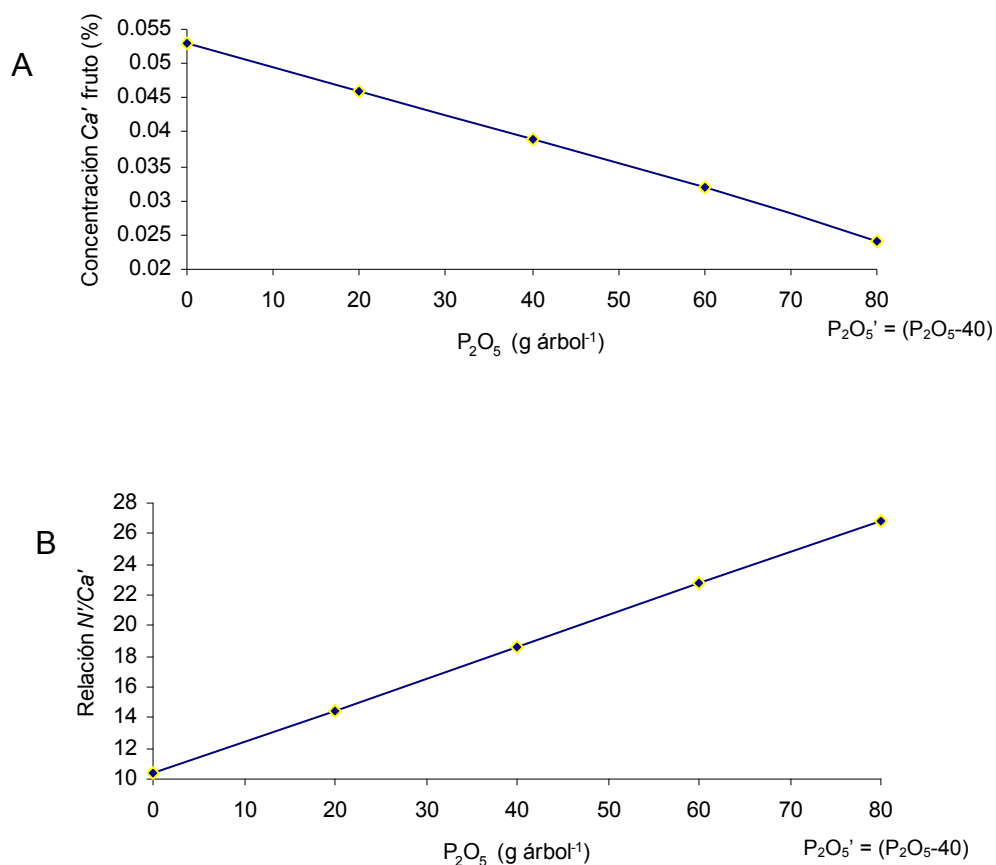 A
Concentración Ca' fruto (%)
0.055
0.05
0.045
0.04
0.035
0.03
0.025
0.02
0 10 20 30 40 50 60 70 80
P₂O₅ (g árbol⁻¹)
P₂O₅' = (P₂O₅-40)
B
Relación N'/Ca'
28
26
24
22
20
18
16
14
12
10
0 10 20 30 40 50 60 70 80
P₂O₅ (g árbol⁻¹)
P₂O₅' = (P₂O₅-40)